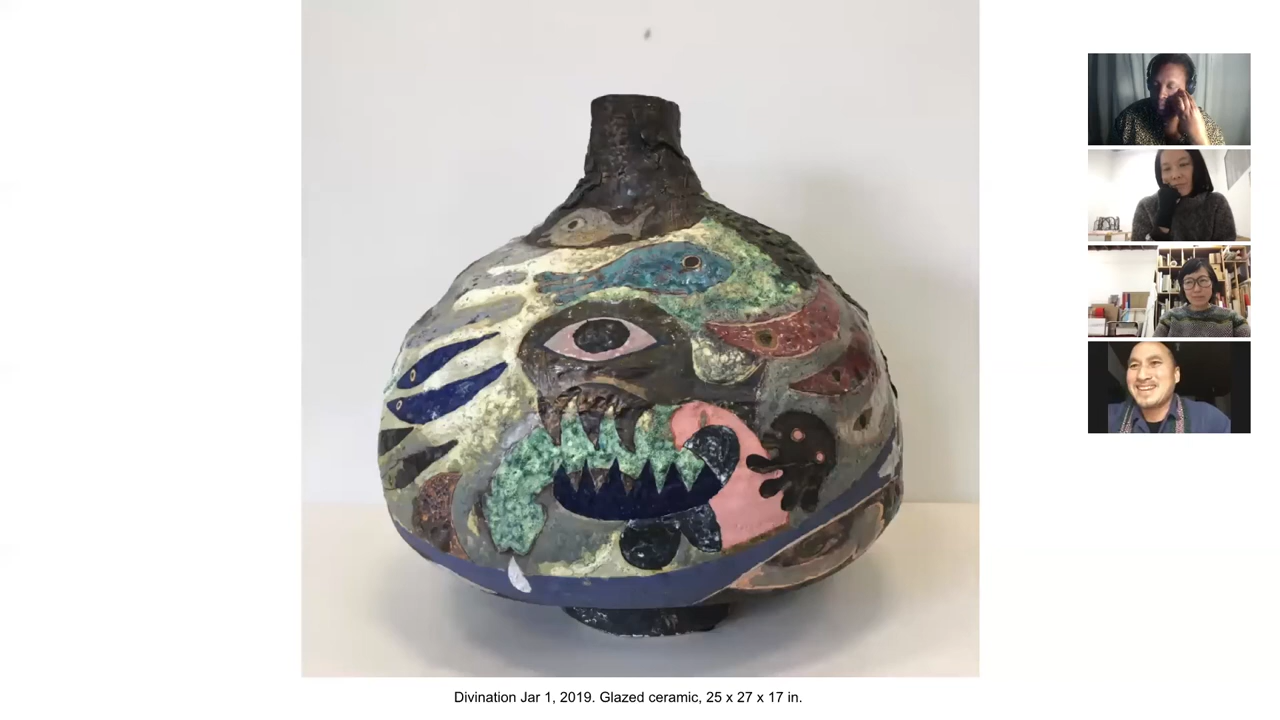 Divination Jar 1, 2019. Glazed ceramic, 25 x 27 x 17 in.